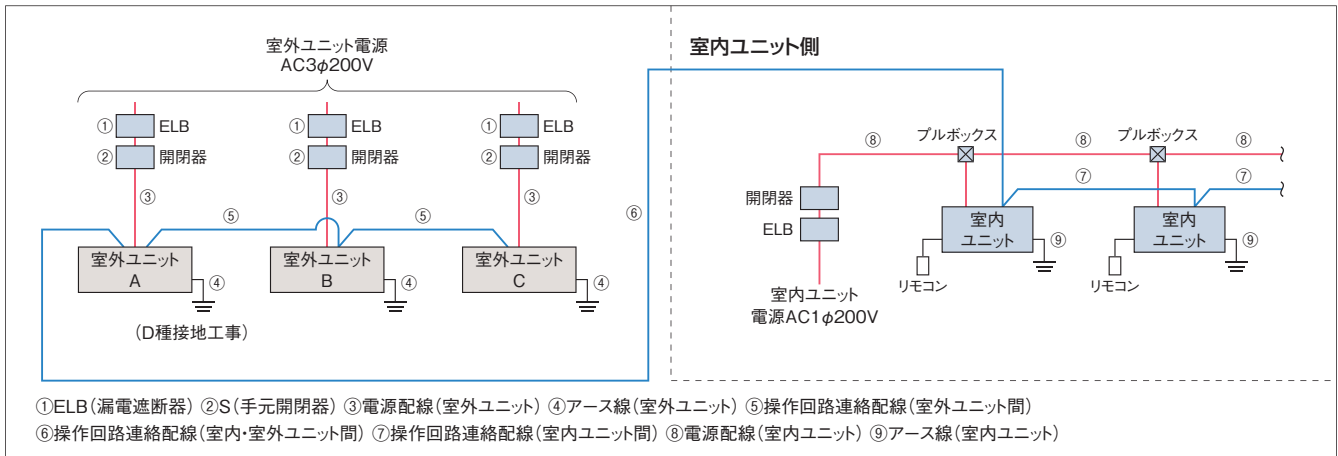 室外ユニット電源
AC3φ200V
室内ユニット側
① ELB
① ELB
① ELB
② 開閉器
② 開閉器
② 開閉器
③
③
③
⑤
⑤
⑥
室外ユニット
A
室外ユニット
B
室外ユニット
C
④
④
④
(D種接地工事)
プルボックス
プルボックス
⑧
⑧
⑧
⑦
⑦
開閉器
ELB
室内
ユニット
室内
ユニット
⑨
⑨
リモコン
リモコン
室内ユニット
電源AC1φ200V
①ELB(漏電遮断器) ②S(手元開閉器) ③電源配線(室外ユニット) ④アース線(室外ユニット) ⑤操作回路連絡配線(室外ユニット間)
⑥操作回路連絡配線(室内・室外ユニット間) ⑦操作回路連絡配線(室内ユニット間) ⑧電源配線(室内ユニット) ⑨アース線(室内ユニット)